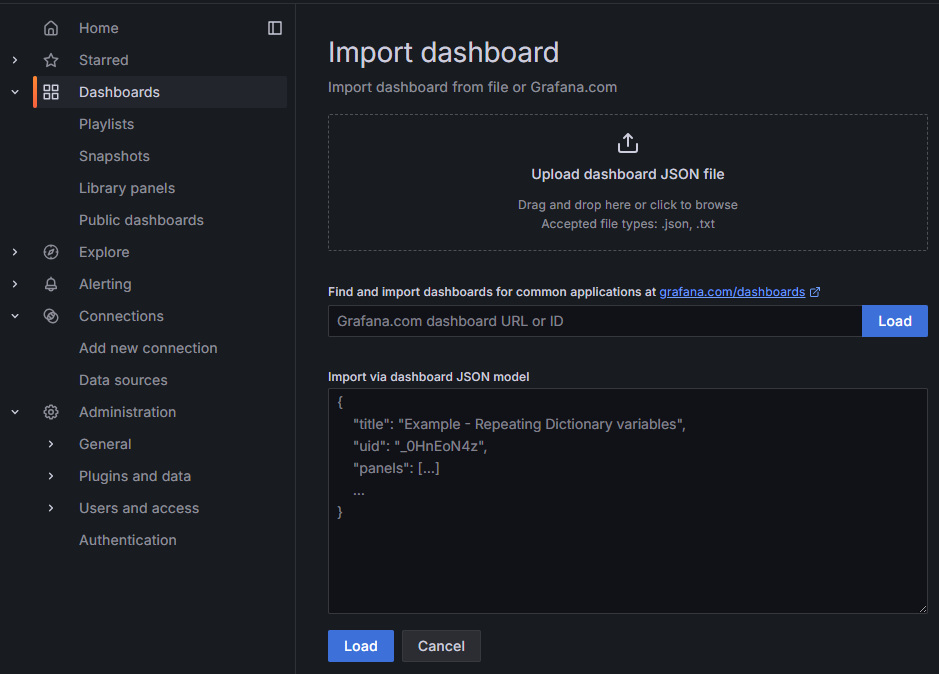 Home
Starred
Dashboards
Playlists
Snapshots
Library panels
Public dashboards
Explore
Alerting
Connections
Add new connection
Data sources
Administration
General
Plugins and data
Users and access
Authentication
Import dashboard
Import dashboard from file or Grafana.com
Upload dashboard JSON file
Drag and drop here or click to browse
Accepted file types: .json, .txt
Find and import dashboards for common applications at grafana.com/dashboards
Grafana.com dashboard URL or ID
Load
Import via dashboard JSON model
{
"title": "Example - Repeating Dictionary variables",
"uid": "_0HnEoN4z",
"panels": [...]
...
}
Load
Cancel